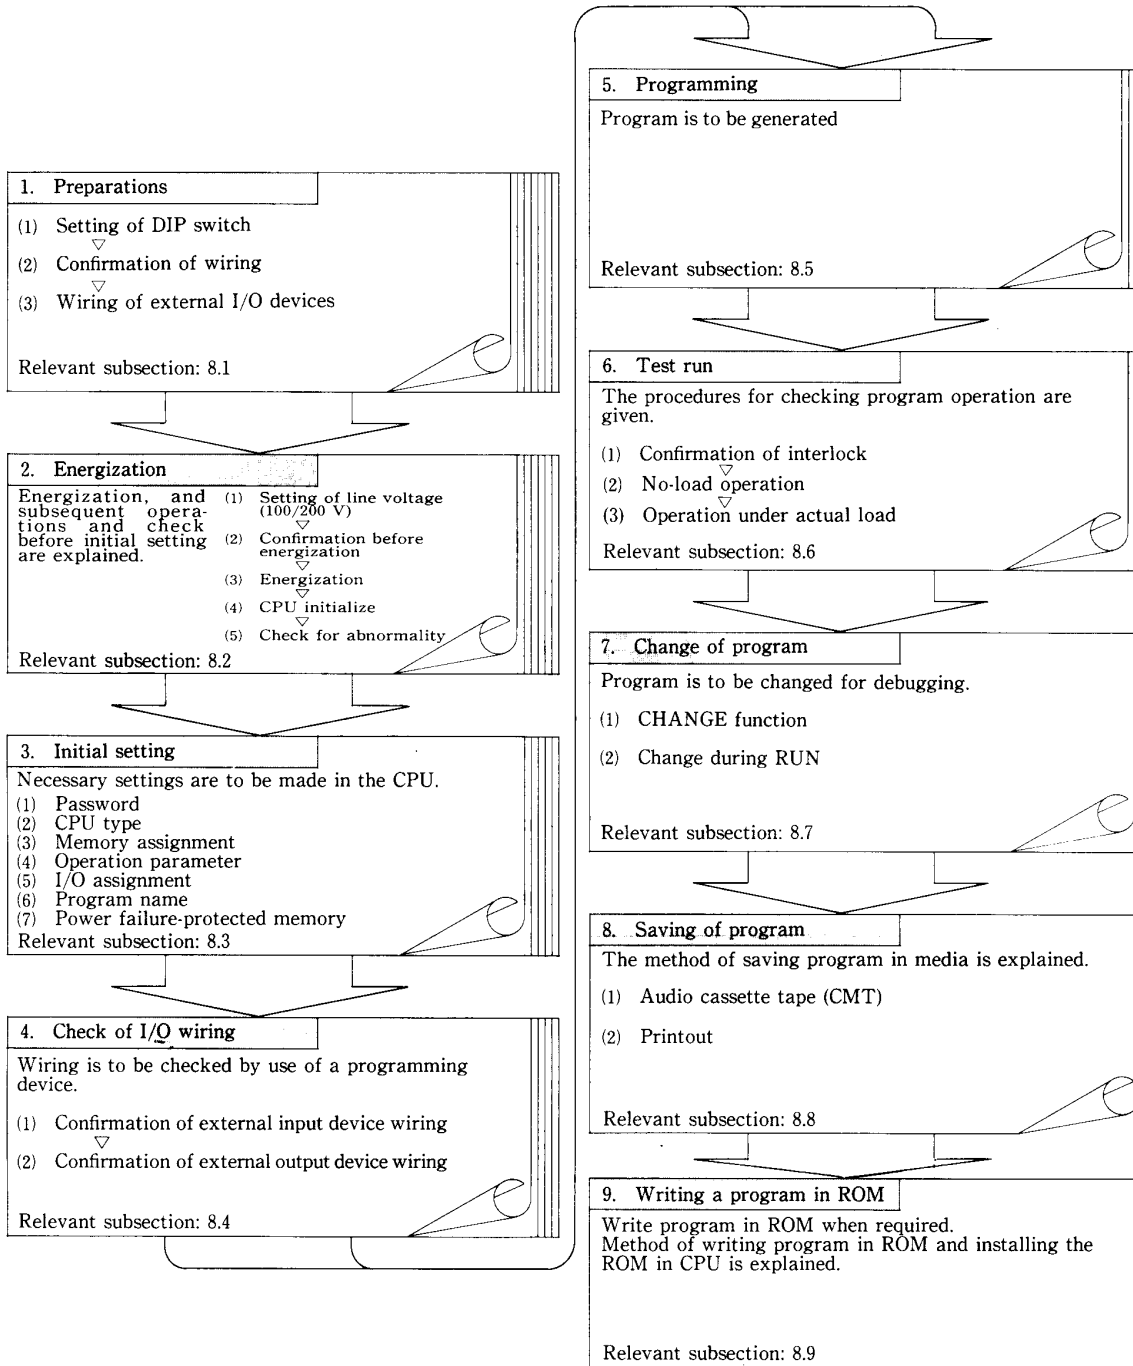 1. Preparations
(1) Setting of DIP switch
▽
(2) Confirmation of wiring
▽
(3) Wiring of external I/O devices
Relevant subsection: 8.1
2. Energization
Energization, and
subsequent opera-
tions and check
before initial setting
are explained.
(1) Setting of line voltage
(100/200 V)
▽
(2) Confirmation before
energization
▽
(3) Energization
▽
(4) CPU initialize
▽
(5) Check for abnormality
Relevant subsection: 8.2
3. Initial setting
Necessary settings are to be made in the CPU.
(1) Password
(2) CPU type
(3) Memory assignment
(4) Operation parameter
(5) I/O assignment
(6) Program name
(7) Power failure-protected memory
Relevant subsection: 8.3
4. Check of I/O wiring
Wiring is to be checked by use of a programming
device.
(1) Confirmation of external input device wiring
▽
(2) Confirmation of external output device wiring
Relevant subsection: 8.4
5. Programming
Program is to be generated
Relevant subsection: 8.5
6. Test run
The procedures for checking program operation are
given.
(1) Confirmation of interlock
▽
(2) No-load operation
▽
(3) Operation under actual load
Relevant subsection: 8.6
7. Change of program
Program is to be changed for debugging.
(1) CHANGE function
(2) Change during RUN
Relevant subsection: 8.7
8. Saving of program
The method of saving program in media is explained.
(1) Audio cassette tape (CMT)
(2) Printout
Relevant subsection: 8.8
9. Writing a program in ROM
Write program in ROM when required.
Method of writing program in ROM and installing the
ROM in CPU is explained.
Relevant subsection: 8.9